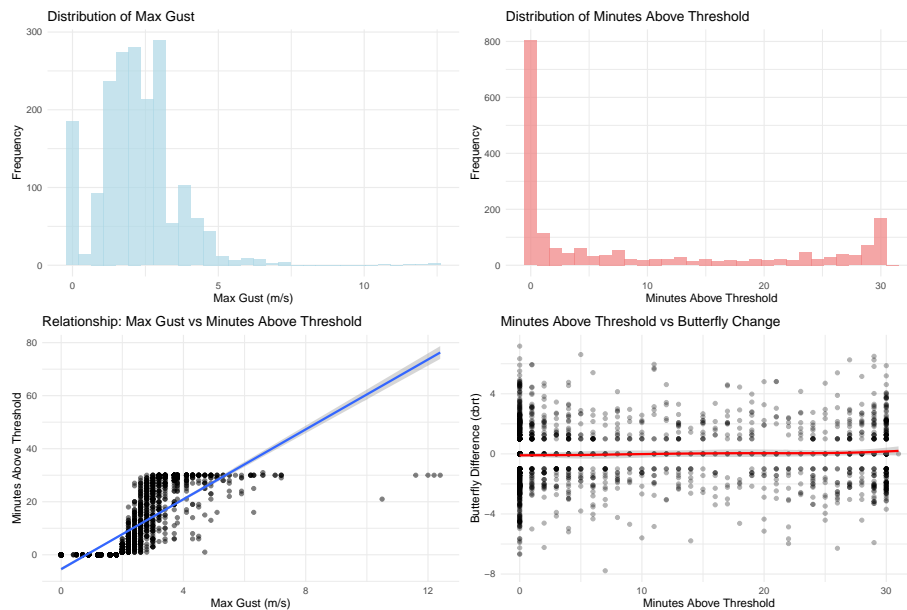 Distribution of Max Gust
Frequency
300
200
100
0
0
5
10
Max Gust (m/s)
Distribution of Minutes Above Threshold
Frequency
800
600
400
200
0
0
10
20
30
Minutes Above Threshold
Relationship: Max Gust vs Minutes Above Threshold
Minutes Above Threshold
80
60
40
20
0
0
4
8
12
Max Gust (m/s)
Minutes Above Threshold vs Butterfly Change
Butterfly Difference (cbrt)
4
0
−4
−8
0
10
20
30
Minutes Above Threshold